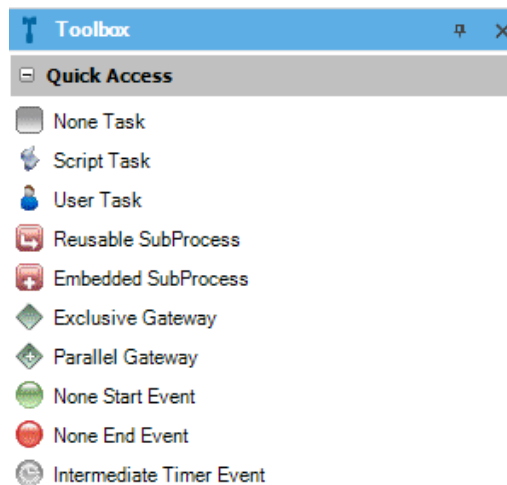 Toolbox
Quick Access
None Task
Script Task
User Task
Reusable SubProcess
Embedded SubProcess
Exclusive Gateway
Parallel Gateway
None Start Event
None End Event
Intermediate Timer Event